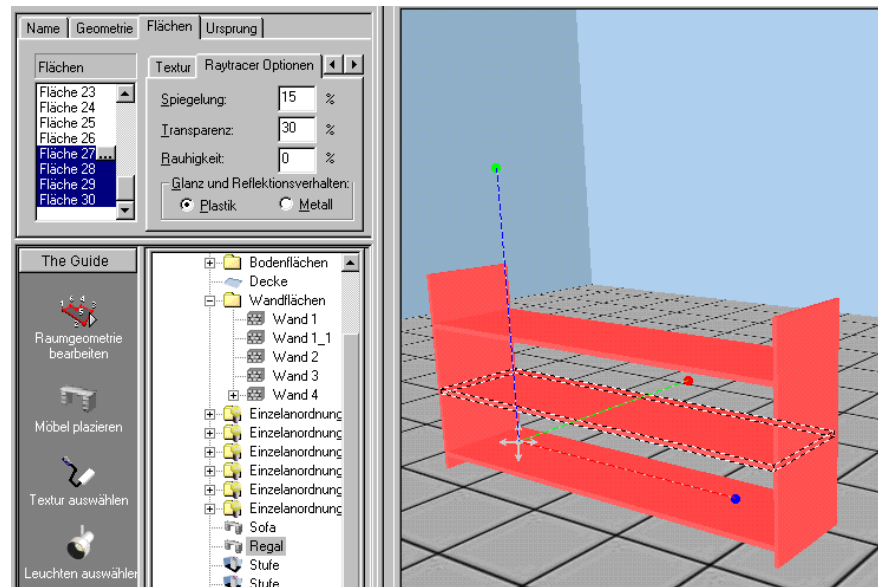 Name Geometrie Flächen Ursprung
Flächen
Textur Raytracer Optionen
Fläche 23
Fläche 24
Fläche 25
Fläche 26
Fläche 27 ...
Fläche 28
Fläche 29
Fläche 30
Spiegelung: 15 %
Transparenz: 30 %
Rauhigkeit: 0 %
Glanz und Reflektionsverhalten:
Plastik Metall
The Guide
Raumgeometrie
bearbeiten
Möbel plazieren
Textur auswählen
Leuchten auswählen
Bodenflächen
Decke
Wandflächen
Wand 1
Wand 1_1
Wand 2
Wand 3
Wand 4
Einzelanordnung
Einzelanordnung
Einzelanordnung
Einzelanordnung
Einzelanordnung
Einzelanordnung
Sofa
Regal
Stufe
Stufe